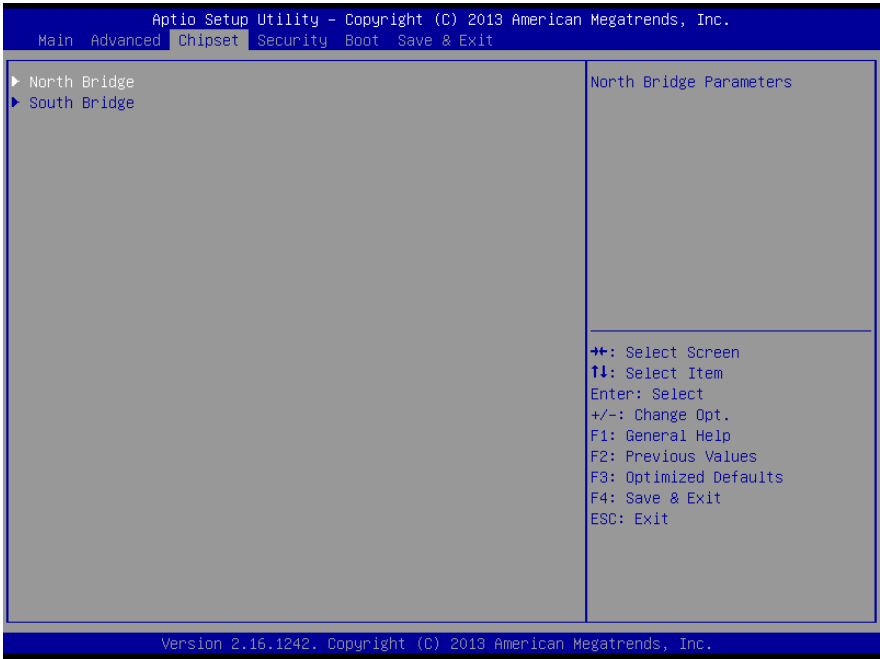 Aptio Setup Utility – Copyright (C) 2013 American Megatrends, Inc.
Main Advanced Chipset Security Boot Save & Exit
▶ North Bridge
▶ South Bridge
North Bridge Parameters
→←: Select Screen
↑↓: Select Item
Enter: Select
+/-: Change Opt.
F1: General Help
F2: Previous Values
F3: Optimized Defaults
F4: Save & Exit
ESC: Exit
Version 2.16.1242. Copyright (C) 2013 American Megatrends, Inc.